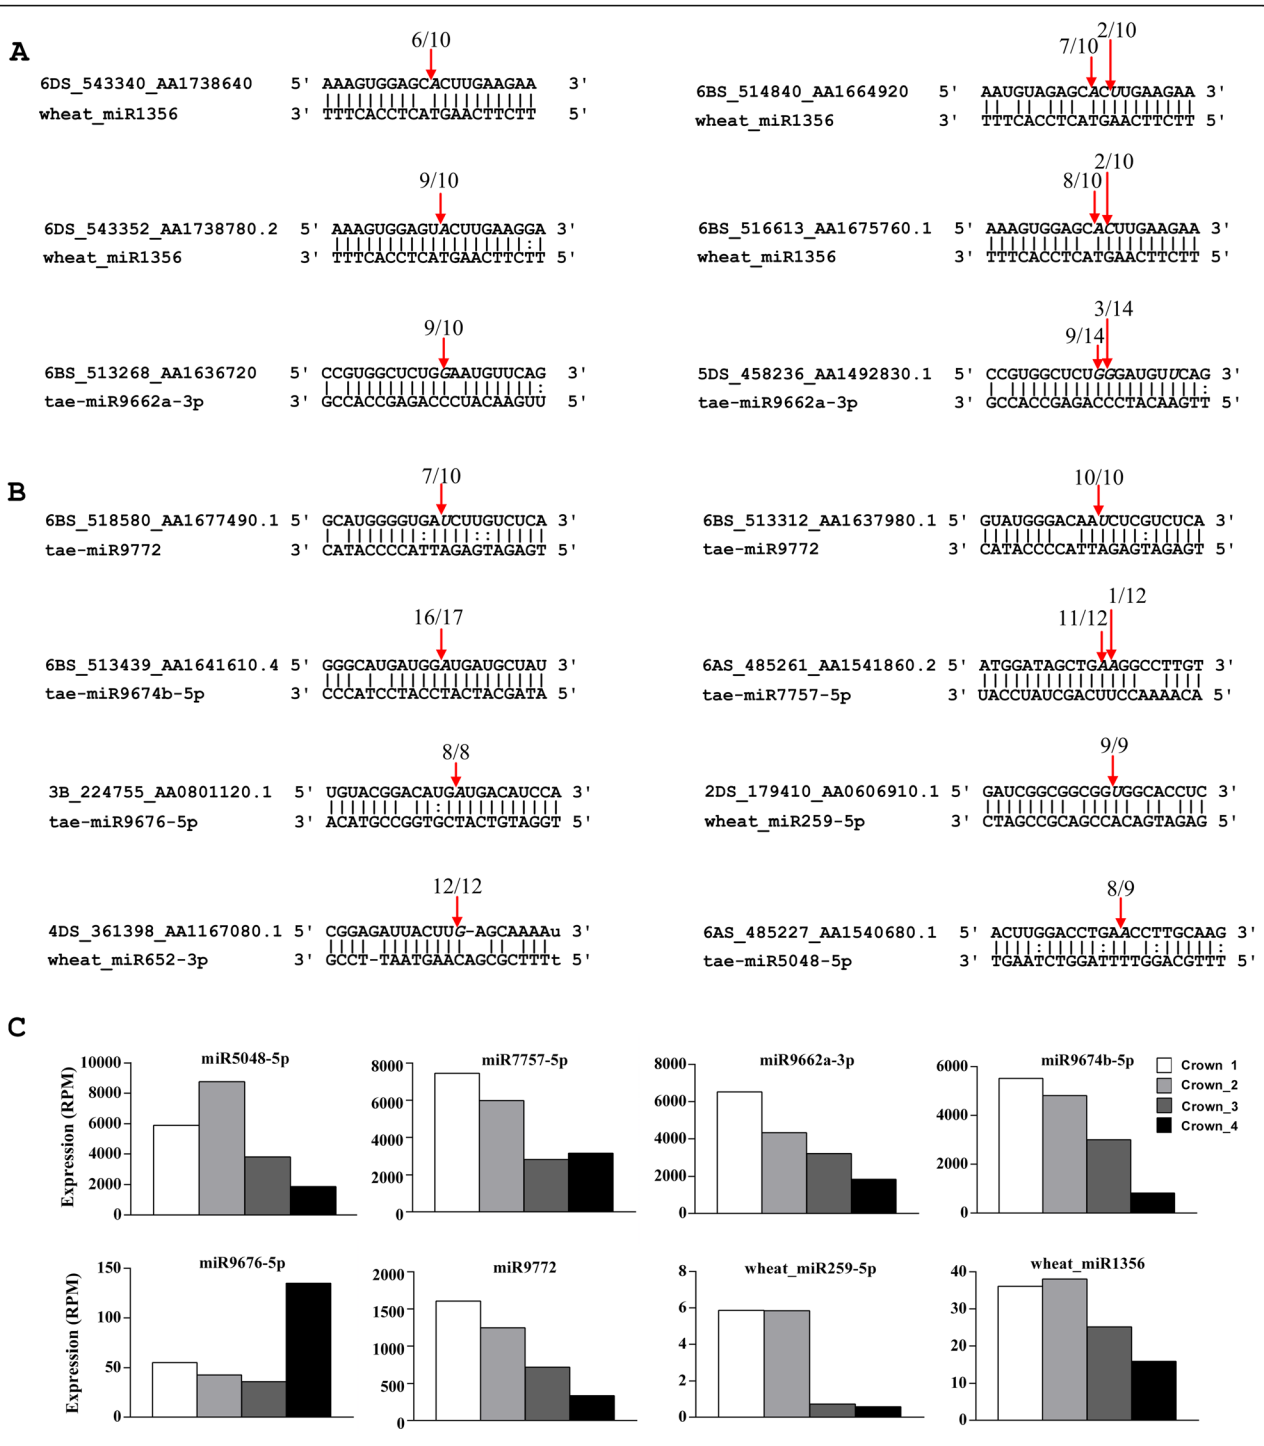 A
6/10
6DS_543340_AA1738640 5' AAAGUGGAGCACUUGAAGAA 3'
wheat_miR1356 3' TTTCACCTCATGAACTTCTT 5'
7/10 2/10
6BS_514840_AA1664920 5' AAUGUAGAGCACUUGAAGAA 3'
wheat_miR1356 3' TTTCACCTCATGAACTTCTT 5'
9/10
6DS_543352_AA1738780.2 5' AAAGUGGAGUACUUGAAGGA 3'
wheat_miR1356 3' TTTCACCTCATGAACTTCTT 5'
8/10 2/10
6BS_516613_AA1675760.1 5' AAAGUGGAGCACUUGAAGAA 3'
wheat_miR1356 3' TTTCACCTCATGAACTTCTT 5'
9/10
6BS_513268_AA1636720 5' CCGUGGCUCUGGAAUGUUCAG 3'
tae-miR9662a-3p 3' GCCACCGAGACCCUACAAGUU 5'
9/14 3/14
5DS_458236_AA1492830.1 5' CCGUGGCUCUGGGAUGUUCAG 3'
tae-miR9662a-3p 3' GCCACCGAGACCCTACAAGTT 5'
B
7/10
6BS_518580_AA1677490.1 5' GCAUGGGGUGAUCUUGUCUCA 3'
tae-miR9772 3' CATACCCCATTAGAGTAGAGT 5'
10/10
6BS_513312_AA1637980.1 5' GUAUGGGACAAUCUCGUCUCA 3'
tae-miR9772 3' CATACCCCATTAGAGTAGAGT 5'
16/17
6BS_513439_AA1641610.4 5' GGGCAUGAUGGAUGAUGCUAU 3'
tae-miR9674b-5p 3' CCCATCCTACCTACTACGATA 5'
11/12 1/12
6AS_485261_AA1541860.2 5' ATGGATAGCTGAAGGCCTTGT 3'
tae-miR7757-5p 3' UACCUAUCGACUUCCAAAACA 5'
8/8
3B_224755_AA0801120.1 5' UGUACGGACAUGAUGACAUCCA 3'
tae-miR9676-5p 3' ACATGCCGGTGCTACTGTAGGT 5'
9/9
2DS_179410_AA0606910.1 5' GAUCGGCGGCGGUGGCACCUC 3'
wheat_miR259-5p 3' CTAGCCGCAGCCACAGTAGAG 5'
12/12
4DS_361398_AA1167080.1 5' CGGAGAUUACUUG-AGCAAAAu 3'
wheat_miR652-3p 3' GCCT-TAATGAACAGCGCTTTt 5'
8/9
6AS_485227_AA1540680.1 5' ACUUGGACCTGAACCTTGCAAG 3'
tae-miR5048-5p 3' TGAATCTGGATTTTGGACGTTT 5'
C
miR5048-5p
Expression (RPM)
10000
8000
6000
4000
2000
0
miR7757-5p
8000
6000
4000
2000
0
miR9662a-3p
8000
6000
4000
2000
0
miR9674b-5p
6000
4000
2000
0
Crown 1
Crown_2
Crown_3
Crown_4
miR9676-5p
Expression (RPM)
150
100
50
0
miR9772
2000
1500
1000
500
0
wheat_miR259-5p
8
6
4
2
0
wheat_miR1356
40
30
20
10
0